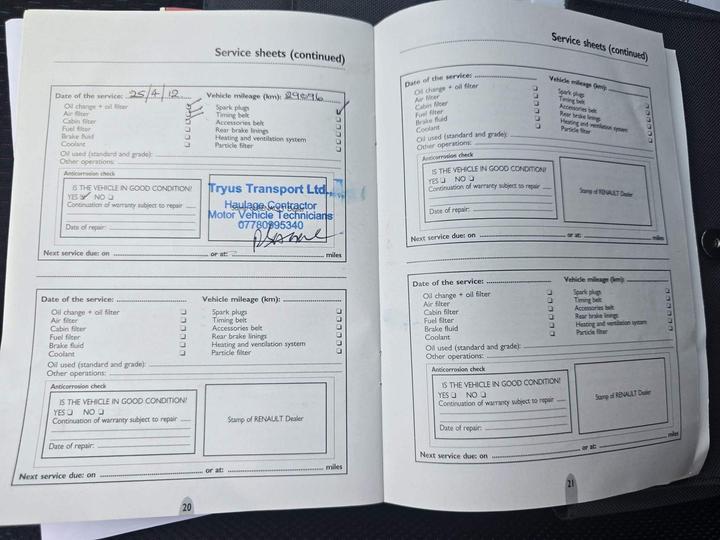 Service sheets (continued)
Date of the service: 25/4/12 Vehicle mileage (km):
Oil change + oil filter Spark plugs
Air filter Timing belt
Cabin filter Accessories belt
Fuel filter Rear brake linings
Brake fluid Heating and ventilation system
Coolant Particle filter
Oil used (standard and grade):
Other operations:
Anticorrosion check
IS THE VEHICLE IN GOOD CONDITION?
YES NO
Continuation of warranty subject to repair
Date of repair:
Tryus Transport Ltd.
Haulage Contractor
Motor Vehicle Technicians
07780895340
Next service due: on or at: miles
Date of the service: Vehicle mileage (km):
Oil change + oil filter Spark plugs
Air filter Timing belt
Cabin filter Accessories belt
Fuel filter Rear brake linings
Brake fluid Heating and ventilation system
Coolant Particle filter
Oil used (standard and grade):
Other operations:
Anticorrosion check
IS THE VEHICLE IN GOOD CONDITION?
YES NO
Continuation of warranty subject to repair
Date of repair:
Stamp of RENAULT Dealer
Next service due: on or at: miles
20
Service sheets (continued)
Date of the service: Vehicle mileage (km):
Oil change + oil filter Spark plugs
Air filter Timing belt
Cabin filter Accessories belt
Fuel filter Rear brake linings
Brake fluid Heating and ventilation system
Coolant Particle filter
Oil used (standard and grade):
Other operations:
Anticorrosion check
IS THE VEHICLE IN GOOD CONDITION?
YES NO
Continuation of warranty subject to repair
Date of repair:
Stamp of RENAULT Dealer
Next service due: on or at: miles
Date of the service: Vehicle mileage (km):
Oil change + oil filter Spark plugs
Air filter Timing belt
Cabin filter Accessories belt
Fuel filter Rear brake linings
Brake fluid Heating and ventilation system
Coolant Particle filter
Oil used (standard and grade):
Other operations:
Anticorrosion check
IS THE VEHICLE IN GOOD CONDITION?
YES NO
Continuation of warranty subject to repair
Date of repair:
Stamp of RENAULT Dealer
Next service due: on or at: miles
21